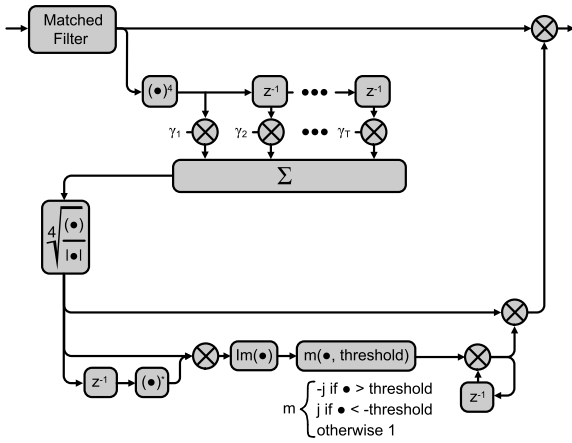 Matched
Filter
(•)⁴
z⁻¹
•••
z⁻¹
γ₁
γ₂
•••
γT
Σ
4√((•)/|•|)
z⁻¹
(•)*
Im(•)
m(•, threshold)
z⁻¹
-j if • > threshold
m { j if • < -threshold
otherwise 1